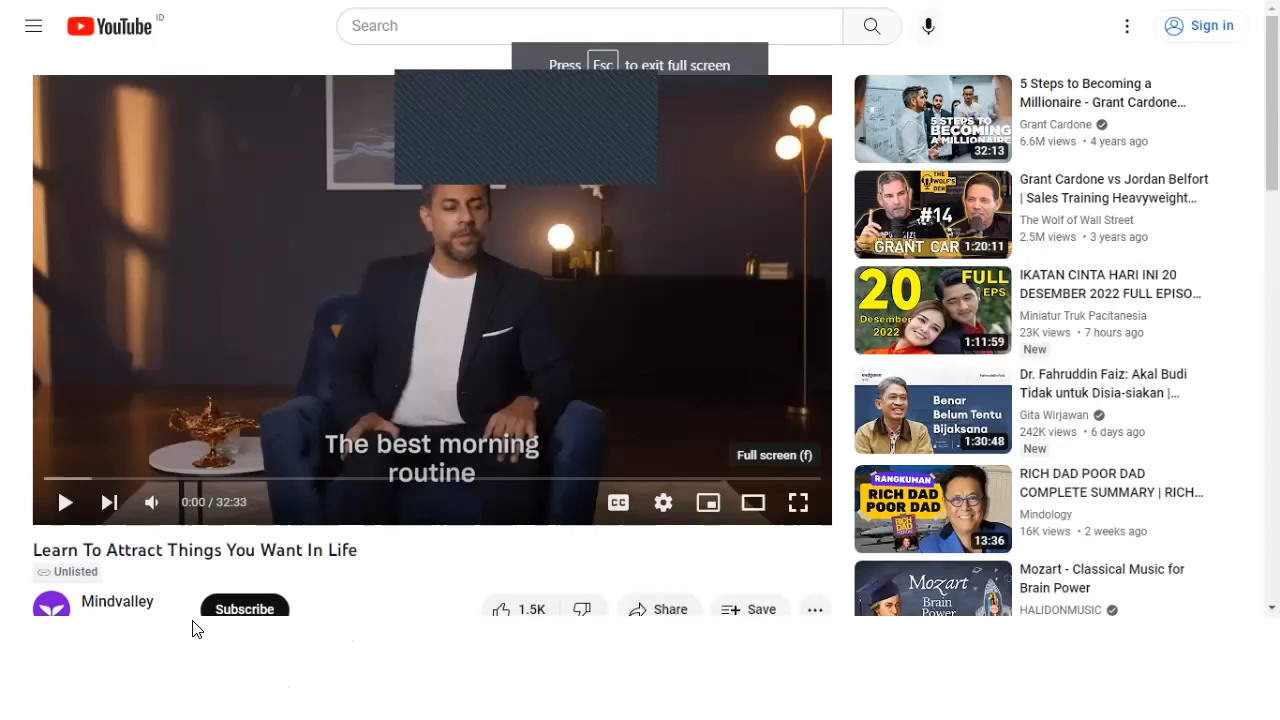 YouTube ID
Search
Sign in
Press Esc to exit full screen
The best morning
routine
Full screen (f)
0:00 / 32:33
CC
Learn To Attract Things You Want In Life
Unlisted
Mindvalley
Subscribe
1.5K
Share
Save
5 STEPS TO
BECOMING
A MILLIONAIRE
32:13
5 Steps to Becoming a
Millionaire - Grant Cardone…
Grant Cardone
6.6M views • 4 years ago
THE
WOLF'S
DEN
#14
GRANT CAR
1:20:11
Grant Cardone vs Jordan Belfort
| Sales Training Heavyweight…
The Wolf of Wall Street
2.5M views • 3 years ago
20
Desember
2022
FULL
EPS
1:11:59
IKATAN CINTA HARI INI 20
DESEMBER 2022 FULL EPISO…
Miniatur Truk Pacitanesia
23K views • 7 hours ago
New
endgame
Fahruddin Faiz
Benar
Belum Tentu
Bijaksana
1:30:48
Dr. Fahruddin Faiz: Akal Budi
Tidak untuk Disia-siakan |…
Gita Wirjawan
242K views • 6 days ago
New
RANGKUMAN
RICH DAD
POOR DAD
13:36
RICH DAD POOR DAD
COMPLETE SUMMARY | RICH…
Mindology
16K views • 2 weeks ago
Mozart
Brain
Power
Mozart - Classical Music for
Brain Power
HALIDONMUSIC